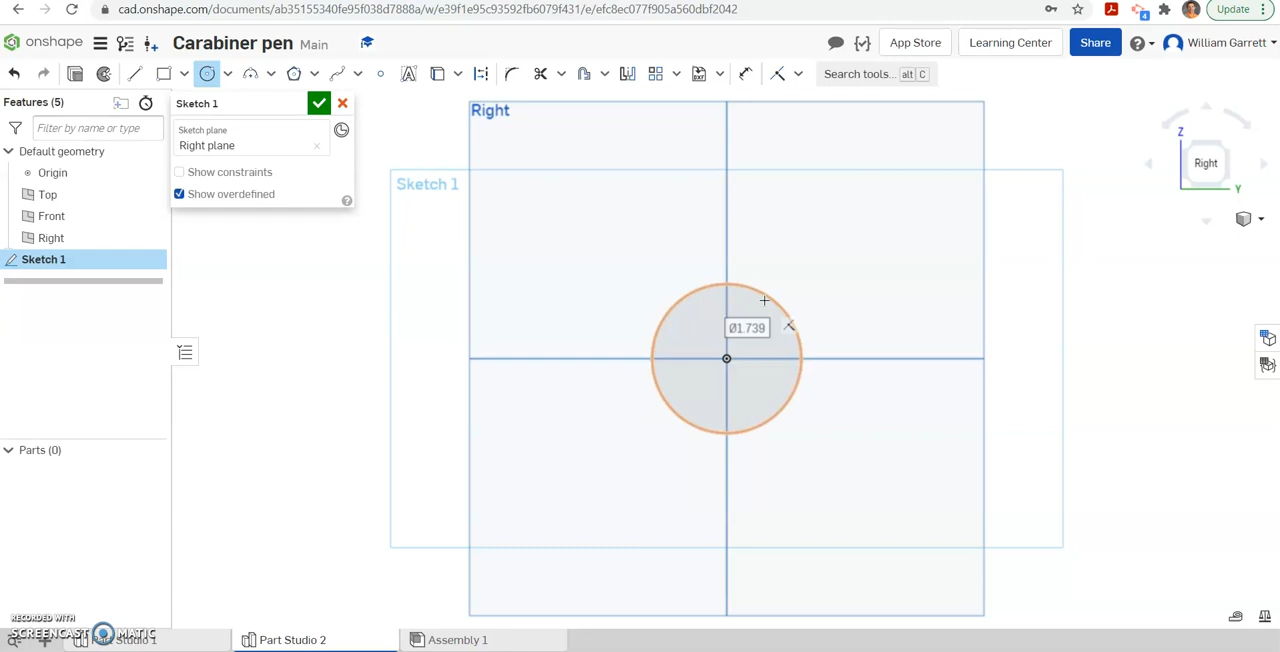 cad.onshape.com/documents/ab35155340fe95f038d7888a/w/e39f1e95c93592fb6079f431/e/efc8ec077f905a560dbf2042
4
Update
onshape
Carabiner pen Main
App Store
Learning Center
Share
William Garrett
Search tools... alt C
Features (5)
Filter by name or type
Default geometry
Origin
Top
Front
Right
Sketch 1
Parts (0)
Sketch 1
Sketch plane
Right plane
Show constraints
Show overdefined
Right
Sketch 1
Ø1.739
Z
Right
Y
RECORDED WITH
SCREENCAST MATIC
Part Studio 1
Part Studio 2
Assembly 1